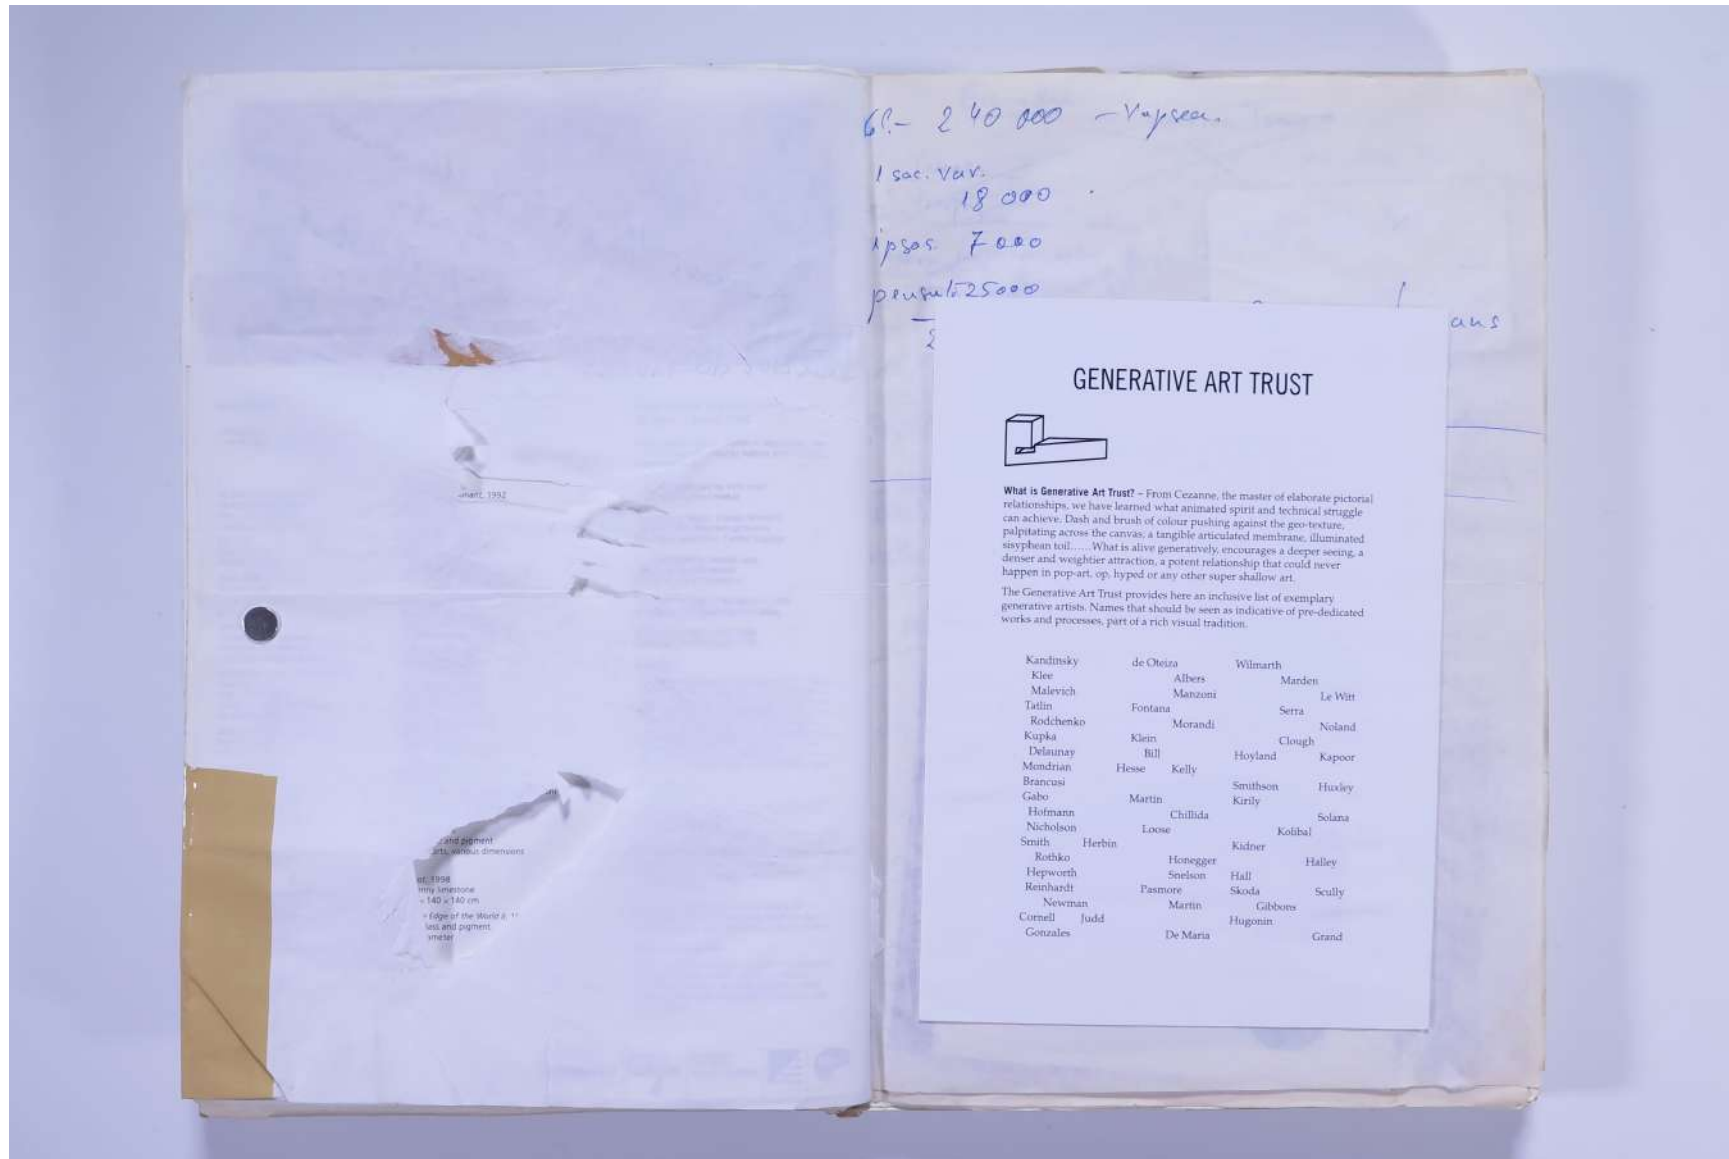 inant, 1992
and pigment
arts, various dimensions
1998
limestone
× 140 × 140 cm
Edge of the World
and pigment
240 000 –
1 sac. var.
18 000
ipsos 7000
25000
ans
GENERATIVE ART TRUST
What is Generative Art Trust? – From Cezanne, the master of elaborate pictorial
relationships, we have learned what animated spirit and technical struggle
can achieve. Dash and brush of colour pushing against the geo-texture,
palpitating across the canvas, a tangible articulated membrane, illuminated
sisyphean toil......What is alive generatively, encourages a deeper seeing, a
denser and weightier attraction, a potent relationship that could never
happen in pop-art, op, hyped or any other super shallow art.
The Generative Art Trust provides here an inclusive list of exemplary
generative artists. Names that should be seen as indicative of pre-dedicated
works and processes, part of a rich visual tradition.
Kandinsky de Oteiza Wilmarth
Klee Albers Marden
Malevich Manzoni Le Witt
Tatlin Fontana Serra
Rodchenko Morandi Noland
Kupka Klein Clough
Delaunay Bill Hoyland Kapoor
Mondrian Hesse Kelly
Brancusi Smithson Huxley
Gabo Martin Kirily
Hofmann Chillida Solana
Nicholson Loose Kolibal
Smith Herbin Kidner
Rothko Honegger Halley
Hepworth Snelson Hall
Reinhardt Pasmore Skoda Scully
Newman Martin Gibbons
Cornell Judd Hugonin
Gonzales De Maria Grand